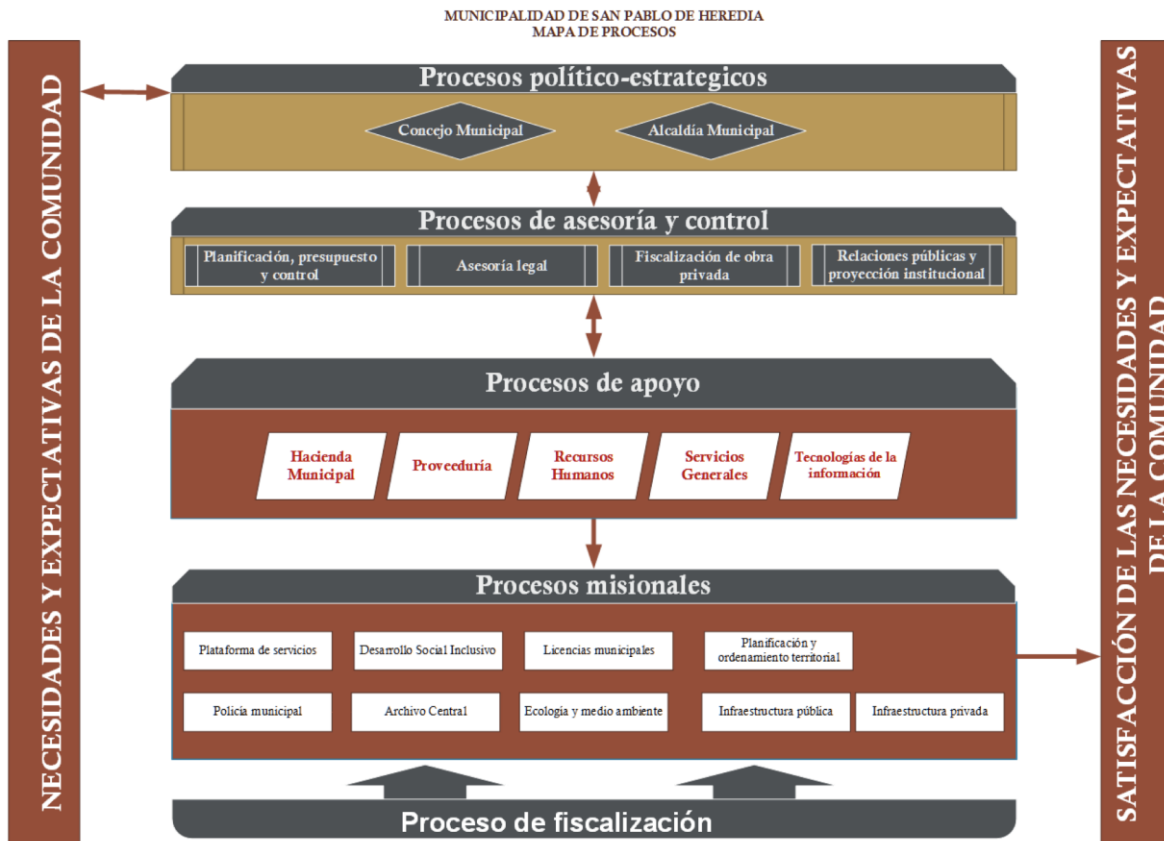 MUNICIPALIDAD DE SAN PABLO DE HEREDIA
MAPA DE PROCESOS
NECESIDADES Y EXPECTATIVAS DE LA COMUNIDAD
Procesos político-estrategicos
Concejo Municipal
Alcaldía Municipal
Procesos de asesoría y control
Planificación, presupuesto
y control
Asesoría legal
Fiscalización de obra
privada
Relaciones públicas y
proyección institucional
Procesos de apoyo
Hacienda
Municipal
Proveeduría
Recursos
Humanos
Servicios
Generales
Tecnologías de la
información
Procesos misionales
Plataforma de servicios
Desarrollo Social Inclusivo
Licencias municipales
Planificación y
ordenamiento territorial
Policía municipal
Archivo Central
Ecología y medio ambiente
Infraestructura pública
Infraestructura privada
Proceso de fiscalización
SATISFACCIÓN DE LAS NECESIDADES Y EXPECTATIVAS
DE LA COMUNIDAD